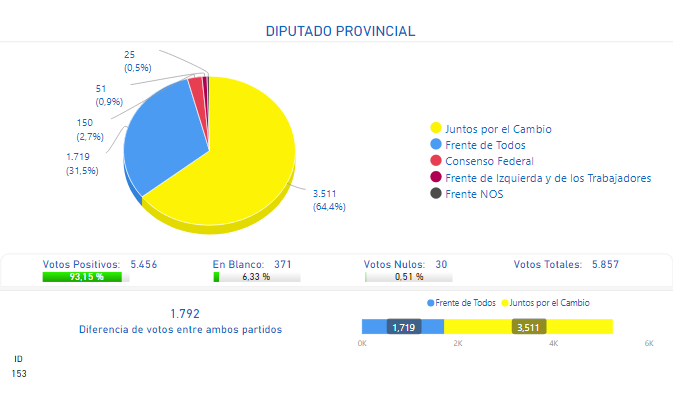 DIPUTADO PROVINCIAL
25
(0,5%)
51
(0,9%)
150
(2,7%)
1.719
(31,5%)
3.511
(64,4%)
Juntos por el Cambio
Frente de Todos
Consenso Federal
Frente de Izquierda y de los Trabajadores
Frente NOS
Votos Positivos: 5.456
93,15 %
En Blanco: 371
6,33 %
Votos Nulos: 30
0,51 %
Votos Totales: 5.857
1.792
Diferencia de votos entre ambos partidos
Frente de Todos Juntos por el Cambio
1,719 3,511
0K 2K 4K 6K
ID
153